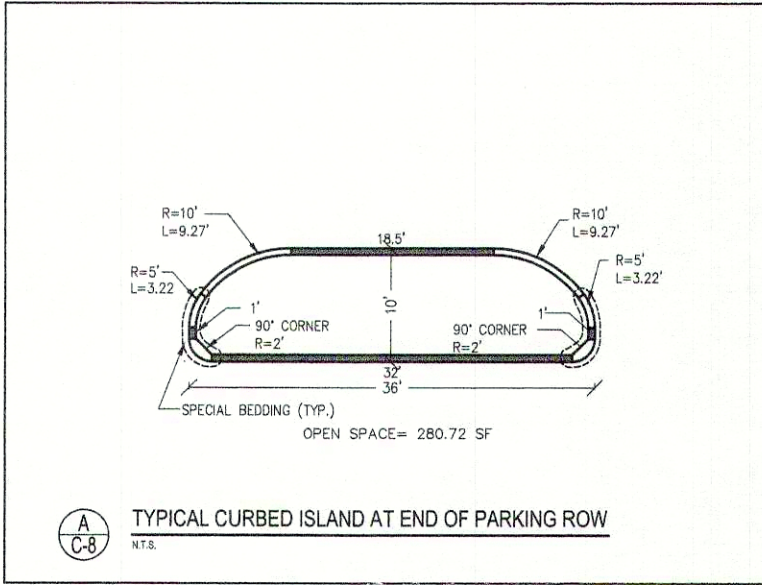 R=10'
L=9.27'
R=10'
L=9.27'
18.5'
R=5'
L=3.22
R=5'
L=3.22'
10'
1'
1'
90° CORNER
R=2'
90° CORNER
R=2'
32'
36'
SPECIAL BEDDING (TYP.)
OPEN SPACE= 280.72 SF
A
C-8
TYPICAL CURBED ISLAND AT END OF PARKING ROW
N.T.S.